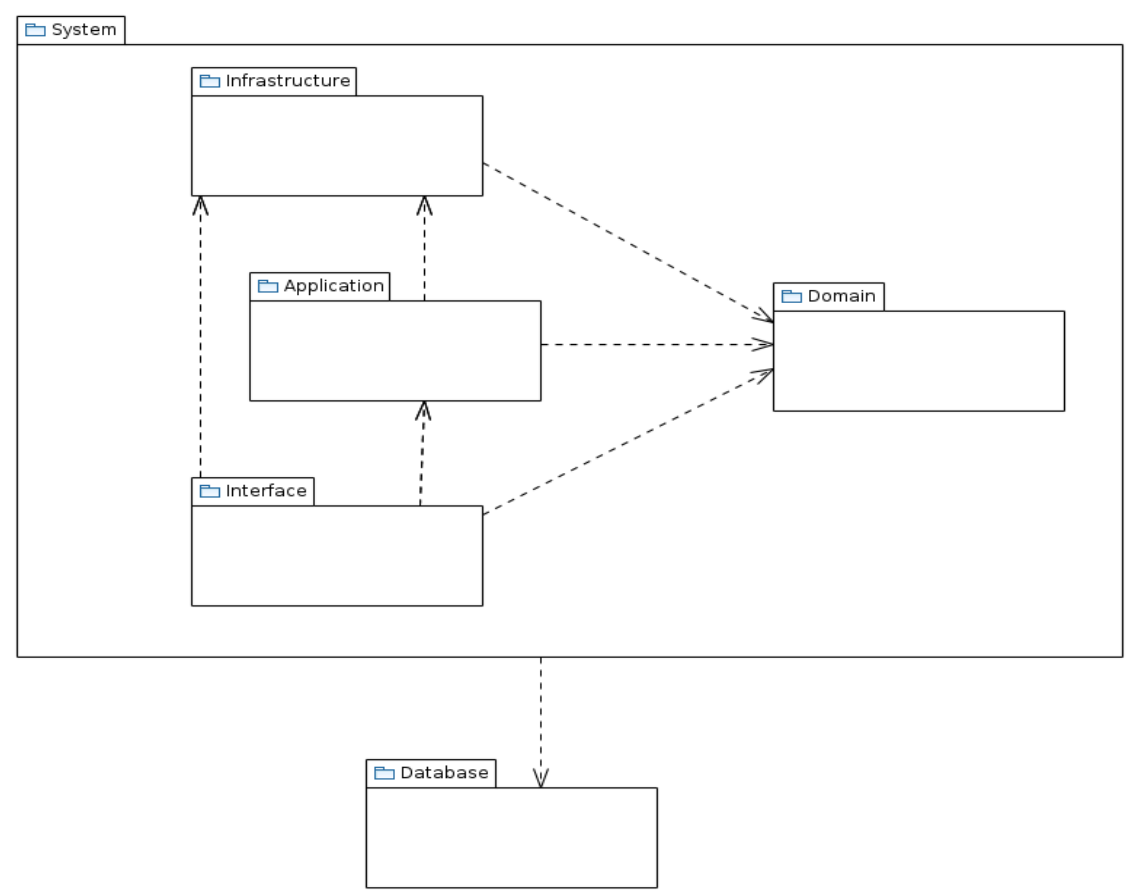 System
Infrastructure
Application
Domain
Interface
Database